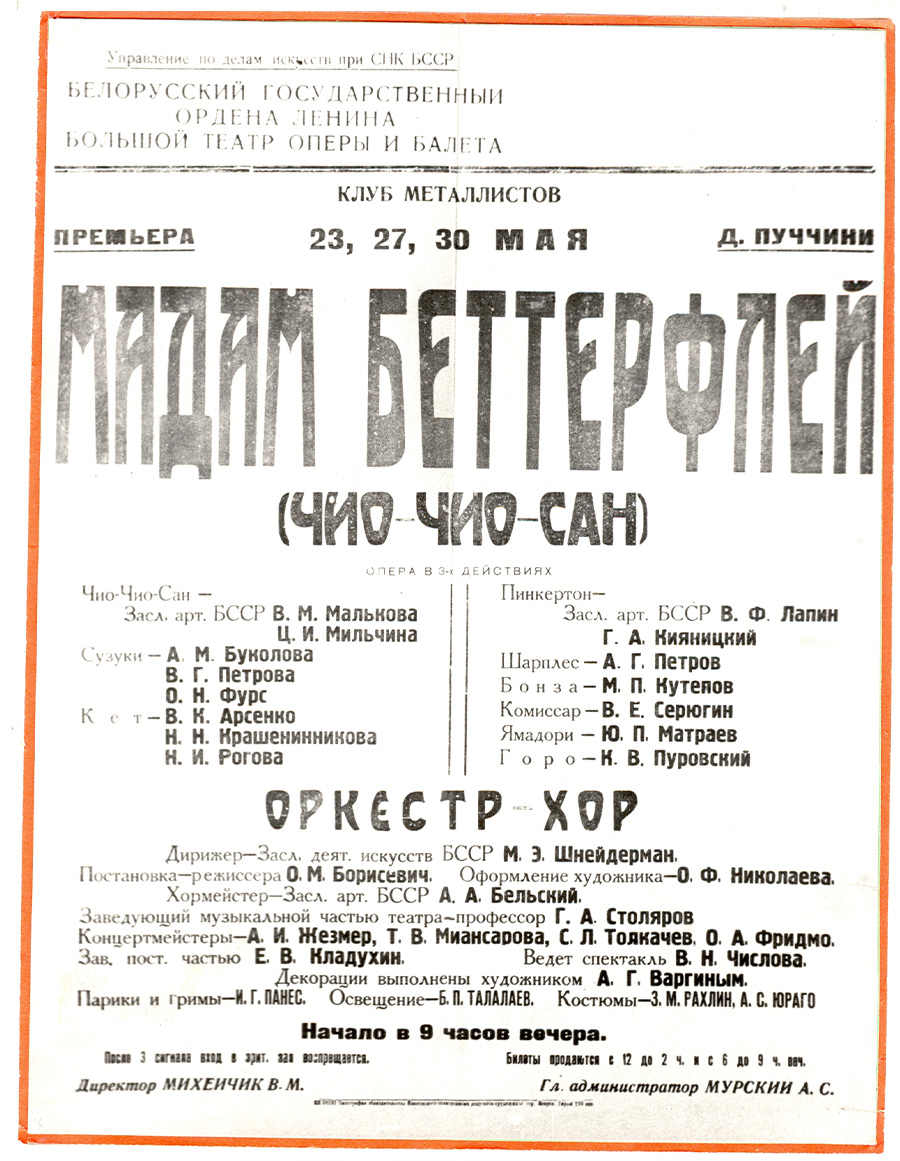 Управление по делам искусств при СНК БССР
БЕЛОРУССКИЙ ГОСУДАРСТВЕННЫЙ
ОРДЕНА ЛЕНИНА
БОЛЬШОЙ ТЕАТР ОПЕРЫ И БАЛЕТА
КЛУБ МЕТАЛЛИСТОВ
ПРЕМЬЕРА 23, 27, 30 МАЯ Д. ПУЧЧИНИ
МАДАМ БЕТТЕРФЛЕЙ
(ЧИО-ЧИО-САН)
ОПЕРА В 3-х ДЕЙСТВИЯХ
Чио-Чио-Сан —
Засл. арт. БССР В. М. Малькова
Ц. И. Мильчина
Сузуки — А. М. Буколова
В. Г. Петрова
О. Н. Фурс
Кет — В. К. Арсенко
Н. Н. Крашенинникова
Н. И. Рогова
Пинкертон—
Засл. арт. БССР В. Ф. Лапин
Г. А. Кияницкий
Шарплес — А. Г. Петров
Бонза — М. П. Кутепов
Комиссар — В. Е. Серюгин
Ямадори — Ю. П. Матраев
Горо — К. В. Пуровский
ОРКЕСТР - ХОР
Дирижер—Засл. деят. искусств БССР М. Э. Шнейдерман.
Постановка—режиссера О. М. Борисевич. Оформление художника—О. Ф. Николаева.
Хормейстер—Засл. арт. БССР А. А. Бельский.
Заведующий музыкальной частью театра—профессор Г. А. Столяров
Концертмейстеры—А. И. Жезмер, Т. В. Миансарова, С. Л. Толкачев, О. А. Фридмо.
Зав. пост. частью Е. В. Кладухин. Ведет спектакль В. Н. Числова.
Декорации выполнены художником А. Г. Варгиным.
Парики и гримы—И. Г. ПАНЕС. Освещение—Б. П. ТАЛАЛАЕВ. Костюмы—З. М. РАХЛИН, А. С. ЮРАГО
Начало в 9 часов вечера.
После 3 сигнала вход в зрит. зал воспрещается. Билеты продаются с 12 до 2 ч. и с 6 до 9 ч. веч.
Директор МИХЕЙЧИК В. М. Гл. администратор МУРСКИЙ А. С.